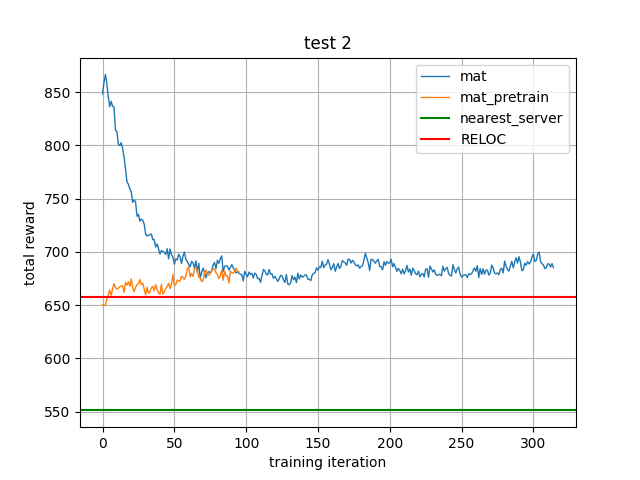 test 2
mat
mat_pretrain
nearest_server
RELOC
total reward
850
800
750
700
650
600
550
0 50 100 150 200 250 300
training iteration